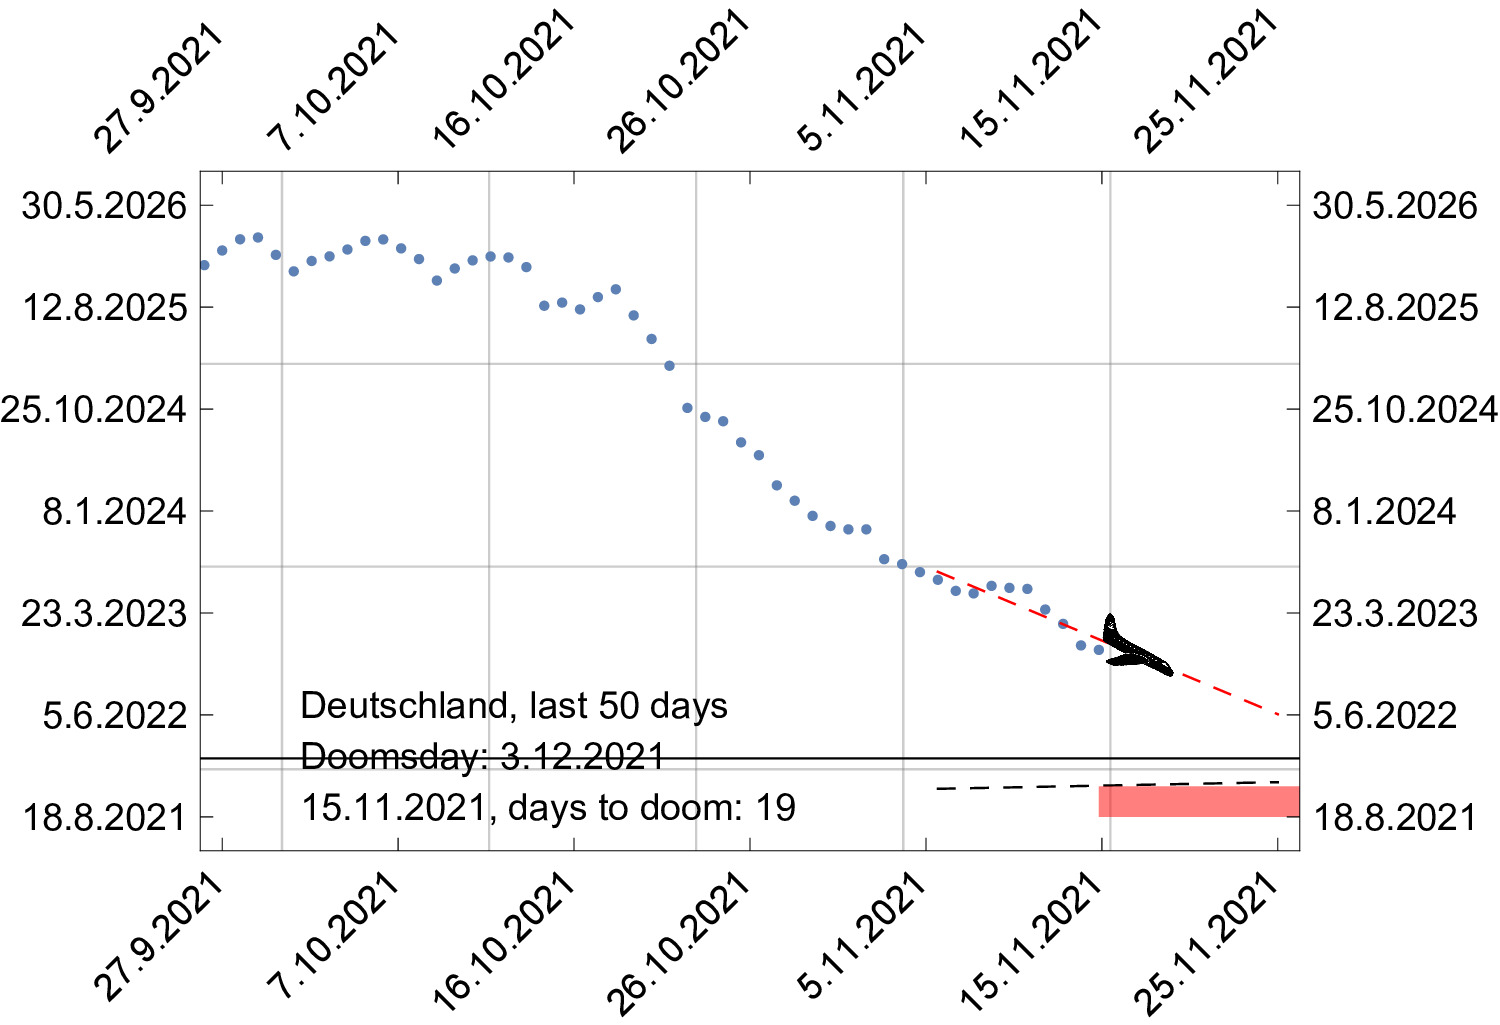 27.9.2021 7.10.2021 16.10.2021 26.10.2021 5.11.2021 15.11.2021 25.11.2021
30.5.2026 30.5.2026
12.8.2025 12.8.2025
25.10.2024 25.10.2024
8.1.2024 8.1.2024
23.3.2023 23.3.2023
5.6.2022 5.6.2022
18.8.2021 18.8.2021
Deutschland, last 50 days
Doomsday: 3.12.2021
15.11.2021, days to doom: 19
27.9.2021 7.10.2021 16.10.2021 26.10.2021 5.11.2021 15.11.2021 25.11.2021